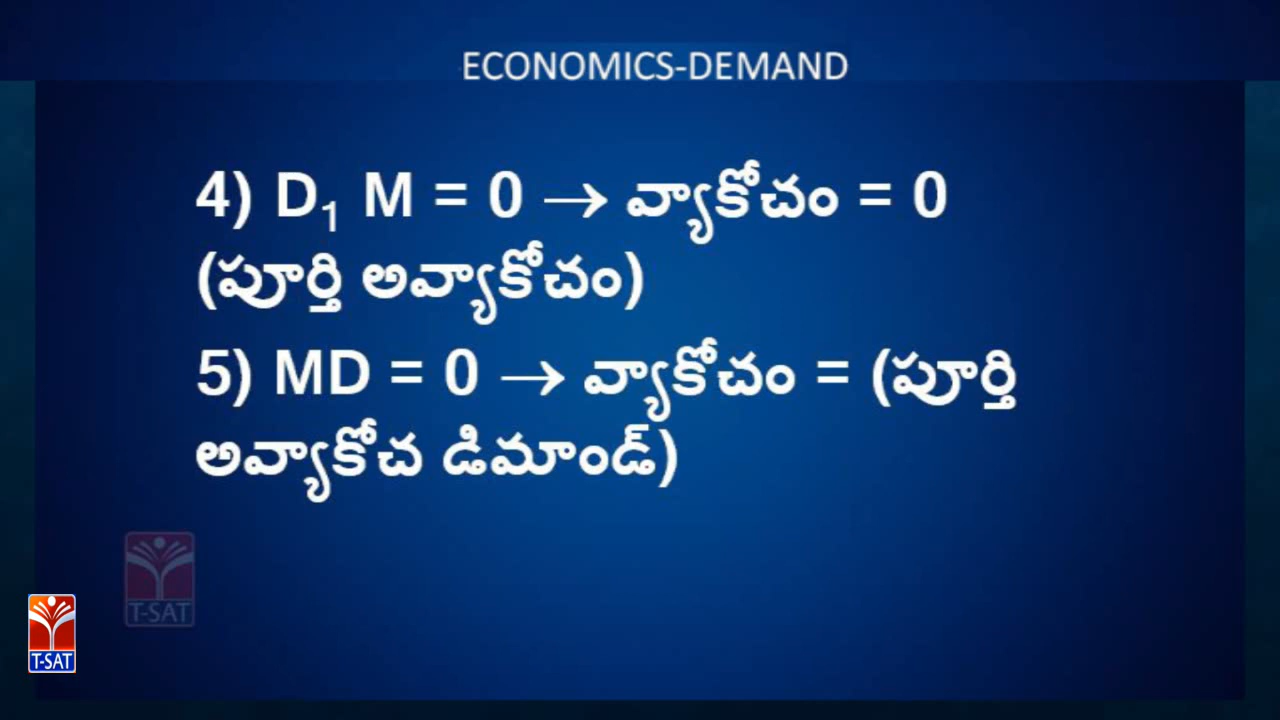 ECONOMICS-DEMAND
4) D₁ M = 0 → వ్యాకోచం = 0
(పూర్తి అవ్యాకోచం)
5) MD = 0 → వ్యాకోచం = (పూర్తి
అవ్యాకోచ డిమాండ్)
T-SAT
T-SAT